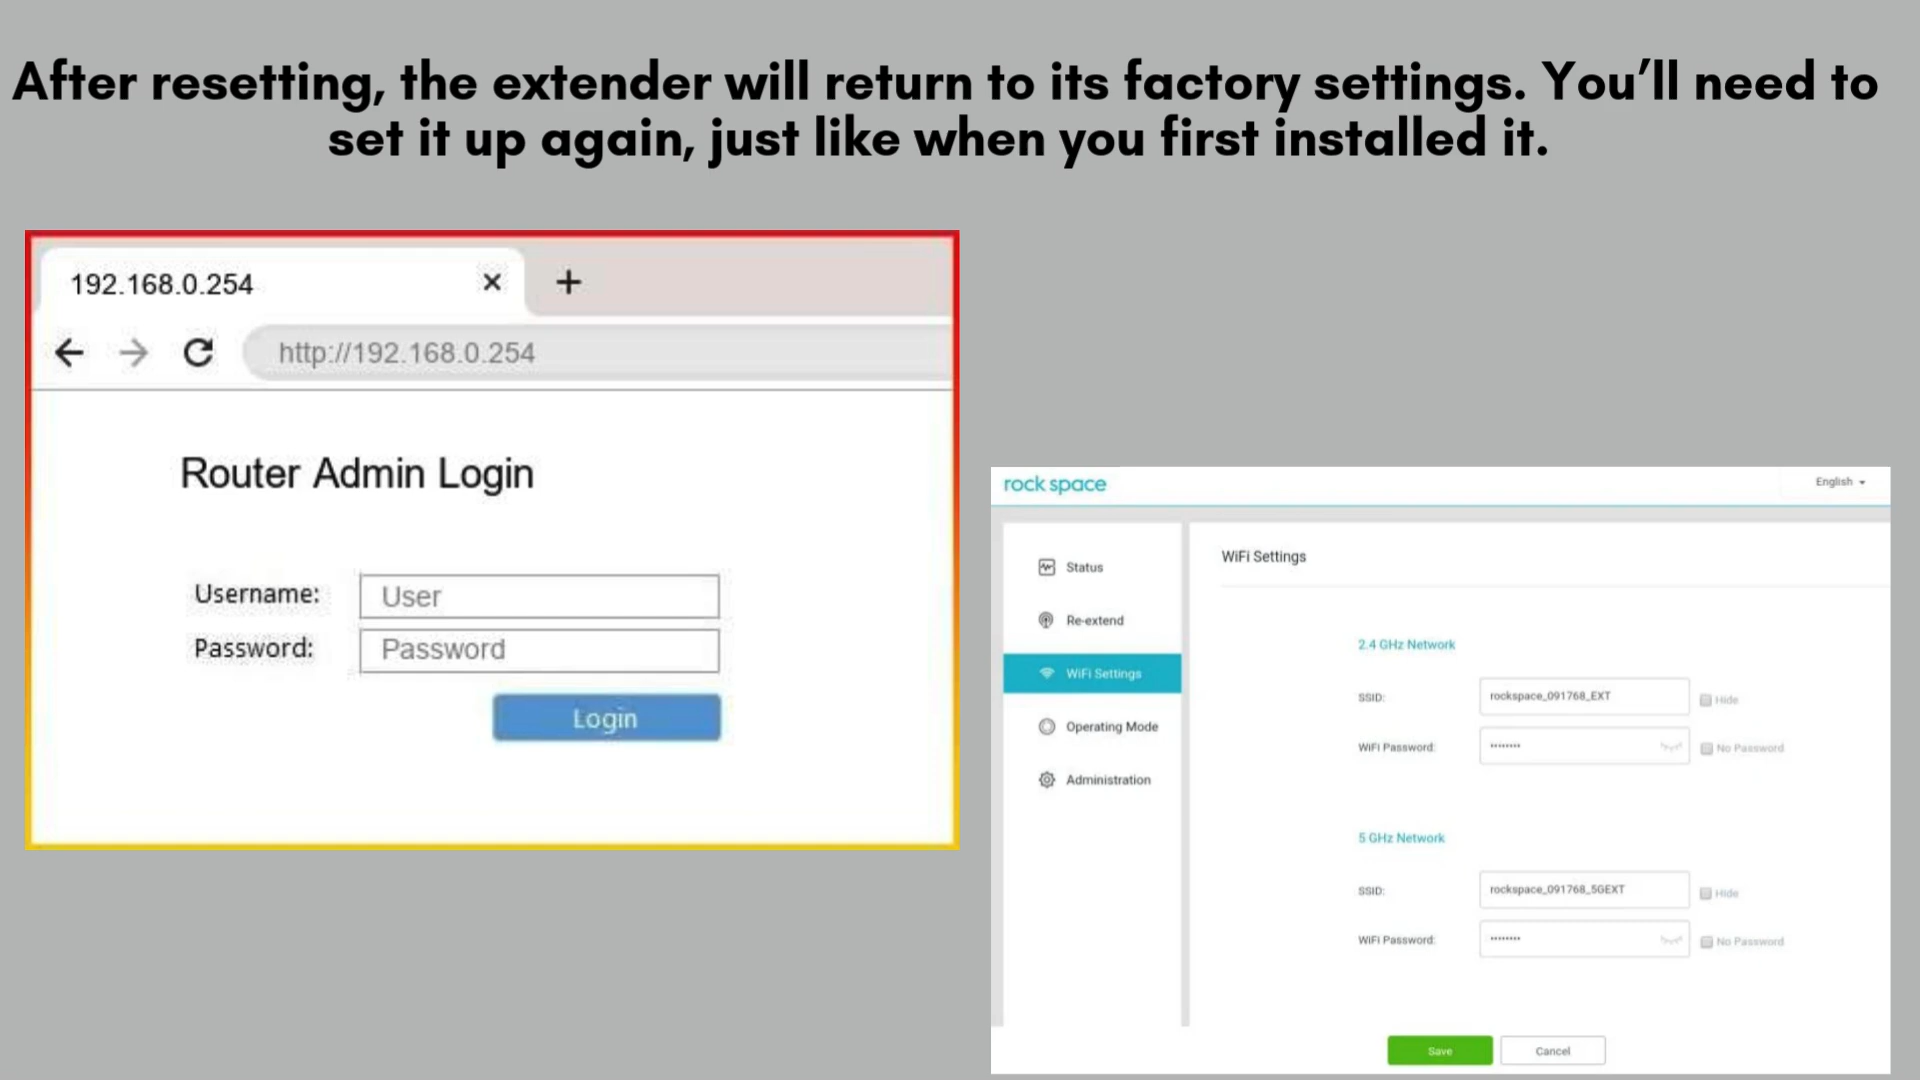 After resetting, the extender will return to its factory settings. You’ll need to
set it up again, just like when you first installed it.
192.168.0.254
http://192.168.0.254
Router Admin Login
Username: User
Password: Password
Login
rock space
English
Status
Re-extend
WiFi Settings
Operating Mode
Administration
WiFi Settings
2.4 GHz Network
SSID: rockspace_091768_EXT Hide
WiFi Password: •••••••• No Password
5 GHz Network
SSID: rockspace_091768_5GEXT Hide
WiFi Password: •••••••• No Password
Save Cancel